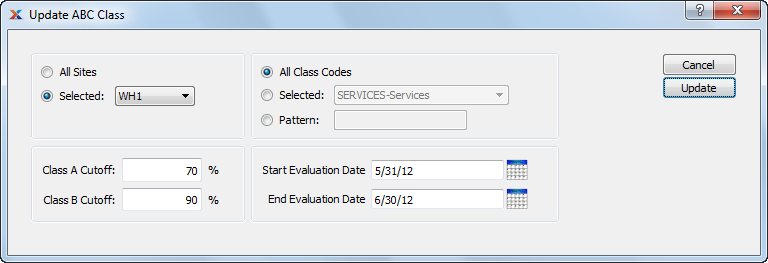 Update ABC Class
All Sites
Selected: WH1
All Class Codes
Selected: SERVICES-Services
Pattern:
Cancel
Update
Class A Cutoff: 70 %
Class B Cutoff: 90 %
Start Evaluation Date 5/31/12
End Evaluation Date 6/30/12